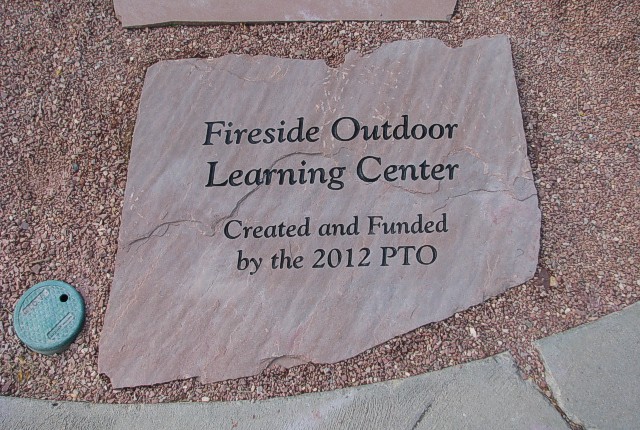 Fireside Outdoor
Learning Center
Created and Funded
by the 2012 PTO